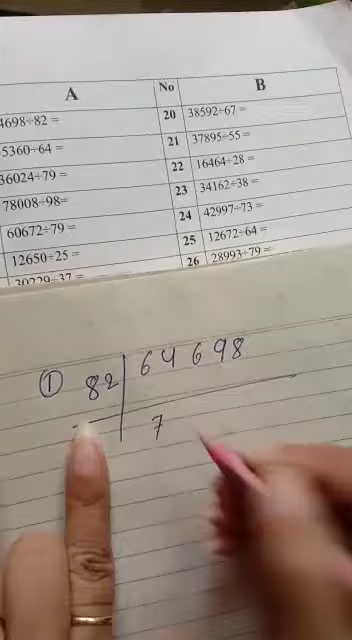 A No B
4698÷82 = 20 38592÷67 =
5360÷64 = 21 37895÷55 =
36024÷79 = 22 16464÷28 =
78008÷98= 23 34162÷38 =
60672÷79 = 24 42997÷73 =
12650÷25 = 25 12672÷64 =
30229÷37 = 26 28993÷79 =
① 82 64698
7